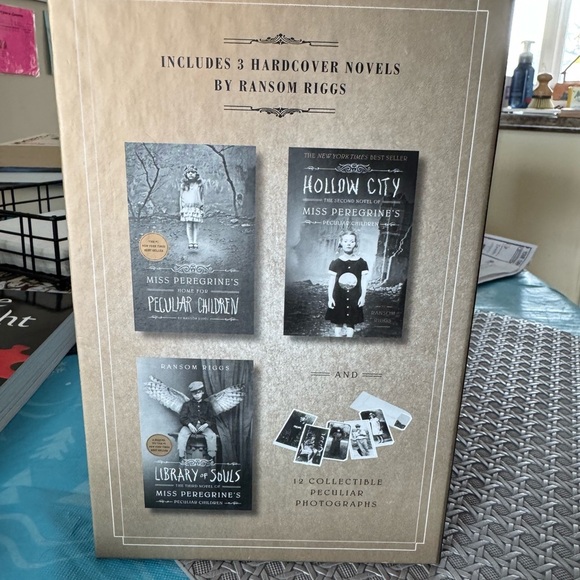 INCLUDES 3 HARDCOVER NOVELS
BY RANSOM RIGGS
MISS PEREGRINE'S
HOME FOR
PECULIAR CHILDREN
THE NEW YORK TIMES BEST SELLER
HOLLOW CITY
THE SECOND NOVEL OF
MISS PEREGRINE'S
PECULIAR CHILDREN
RANSOM
RIGGS
RANSOM RIGGS
LIBRARY OF SOULS
THE THIRD NOVEL OF
MISS PEREGRINE'S
PECULIAR CHILDREN
AND
12 COLLECTIBLE
PECULIAR
PHOTOGRAPHS